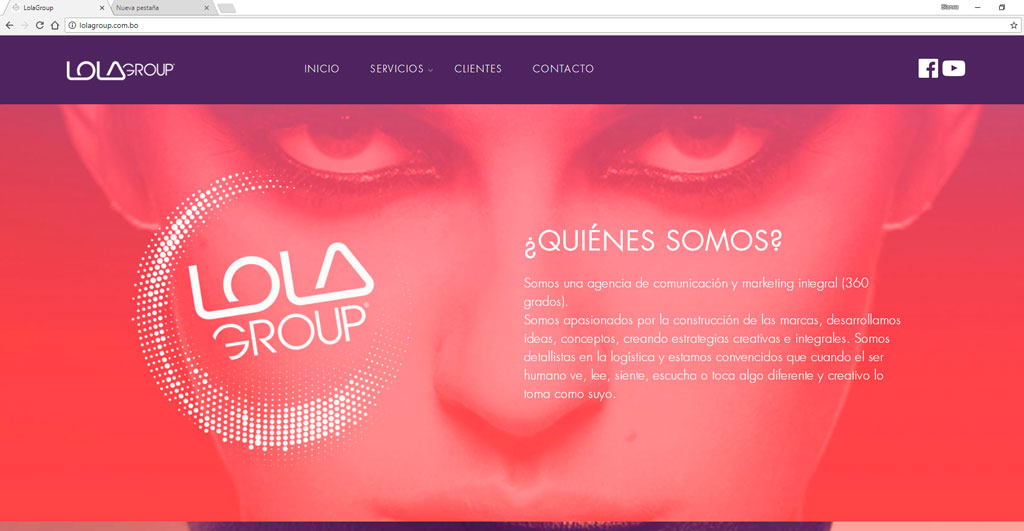 LolaGroup
Nueva pestaña
lolagroup.com.bo
LOLAGROUP
INICIO
SERVICIOS
CLIENTES
CONTACTO
¿QUIÉNES SOMOS?
LOLA
GROUP®
Somos una agencia de comunicación y marketing integral (360
grados).
Somos apasionados por la construcción de las marcas, desarrollamos
ideas, conceptos, creando estrategias creativas e integrales. Somos
detallistas en la logística y estamos convencidos que cuando el ser
humano ve, lee, siente, escucha o toca algo diferente y creativo lo
toma como suyo.